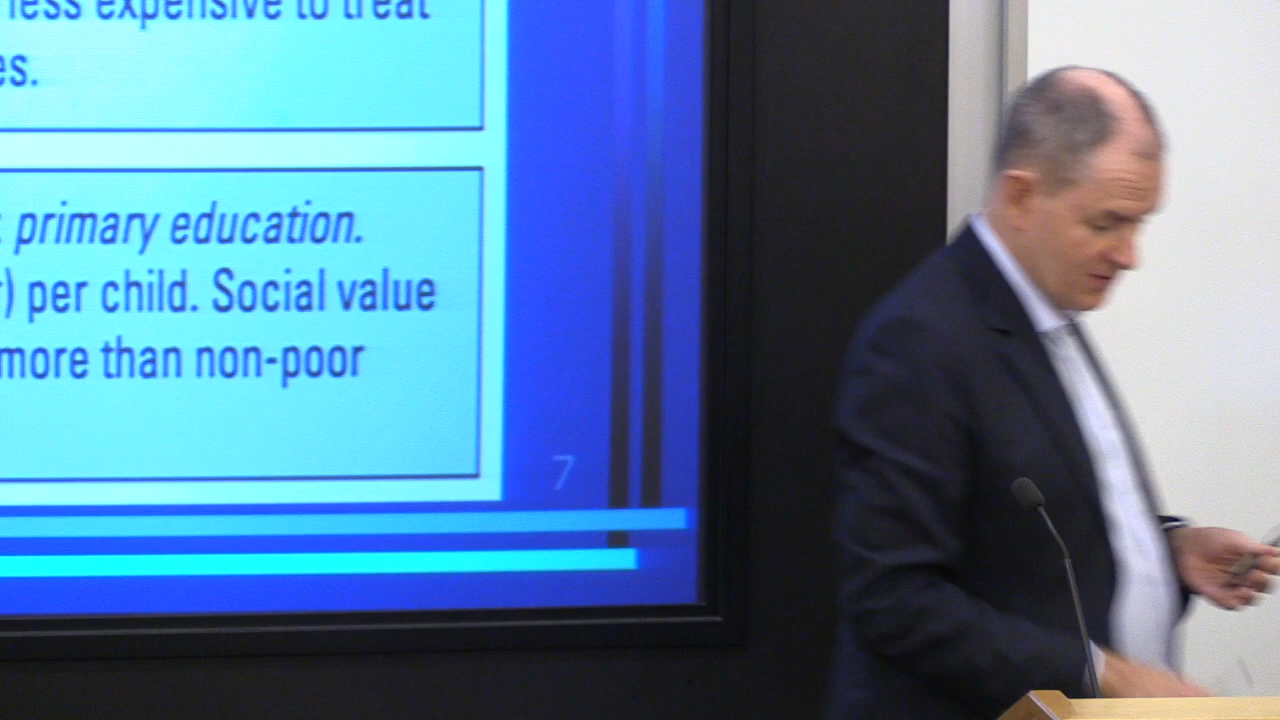 less expensive to treat
es.
primary education.
r) per child. Social value
more than non-poor
7